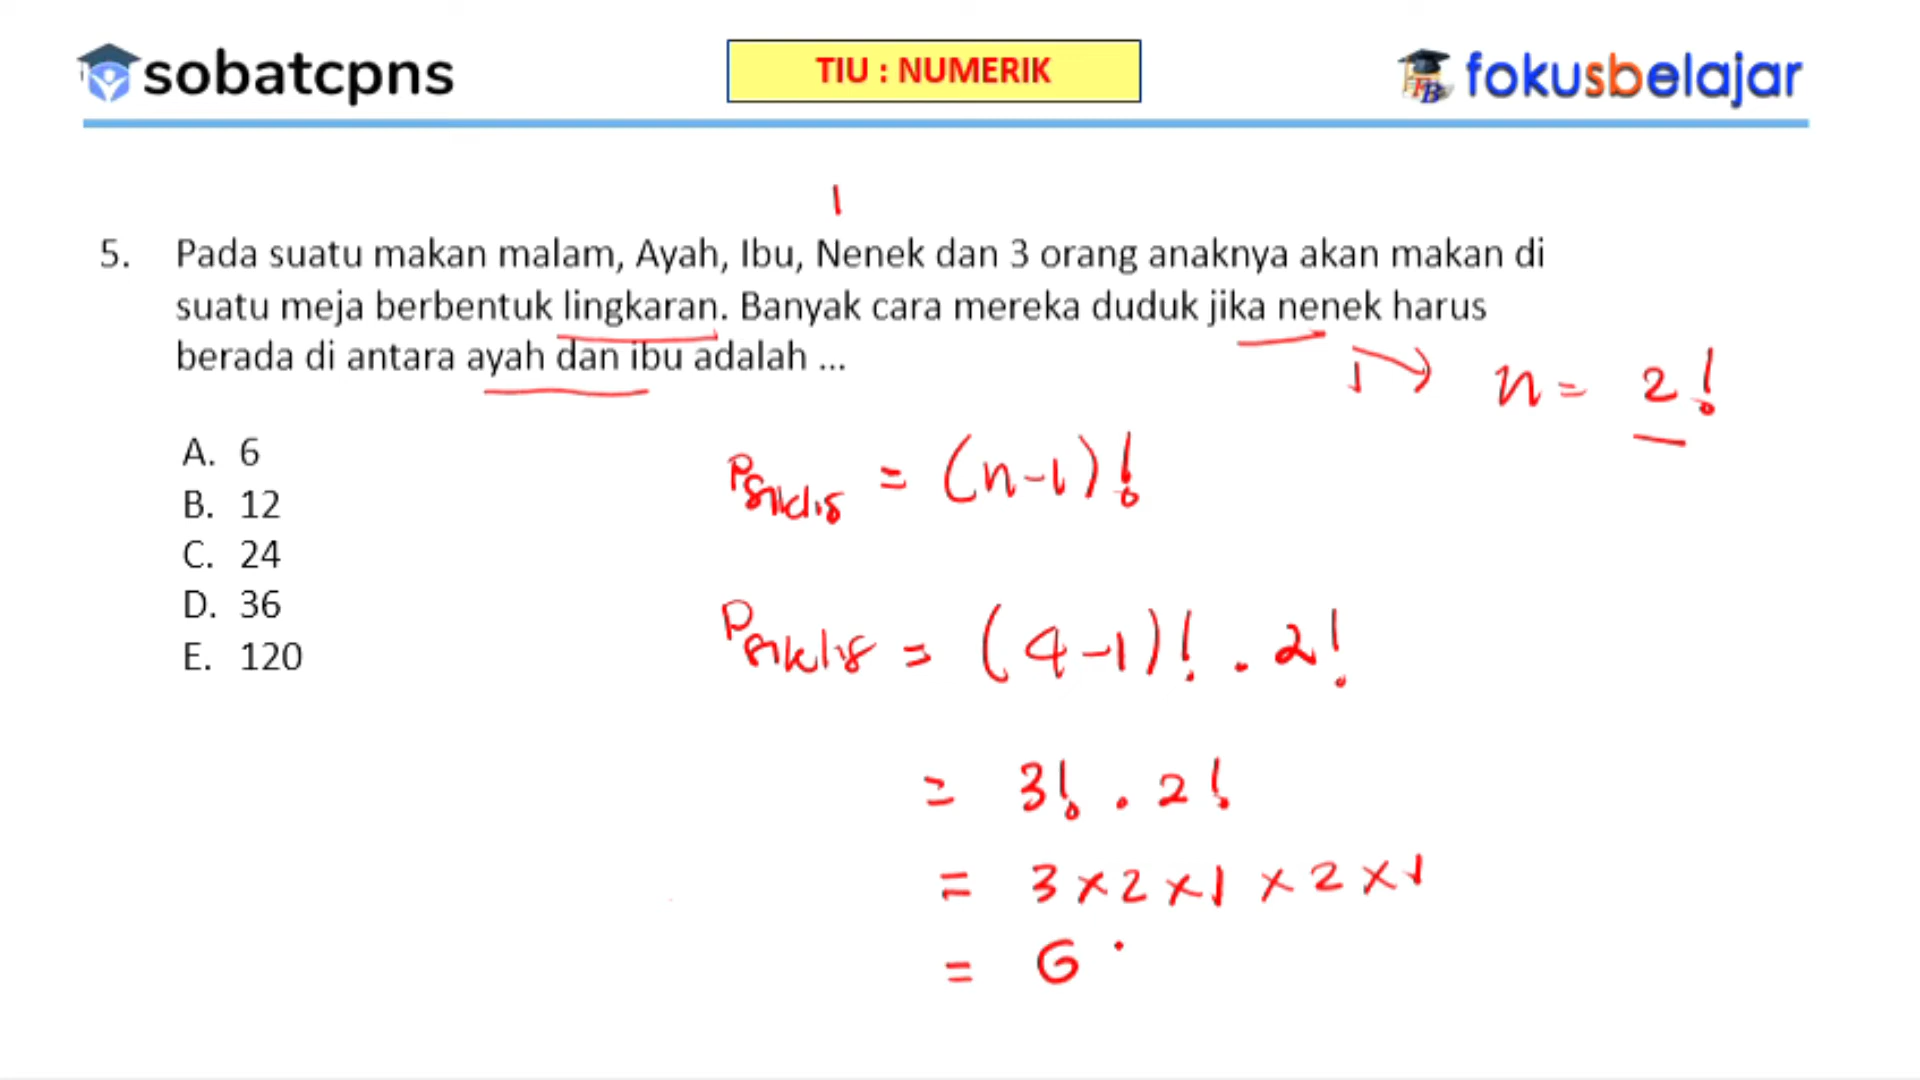 sobatcpns
TIU : NUMERIK
fokusbelajar
1
5. Pada suatu makan malam, Ayah, Ibu, Nenek dan 3 orang anaknya akan makan di
suatu meja berbentuk lingkaran. Banyak cara mereka duduk jika nenek harus
berada di antara ayah dan ibu adalah ...
n = 2!
A. 6
B. 12
C. 24
D. 36
E. 120
P siklis = (n-1)!
P siklis = (4-1)! . 2!
= 3! . 2!
= 3 x 2 x 1 x 2 x 1
= 6 .